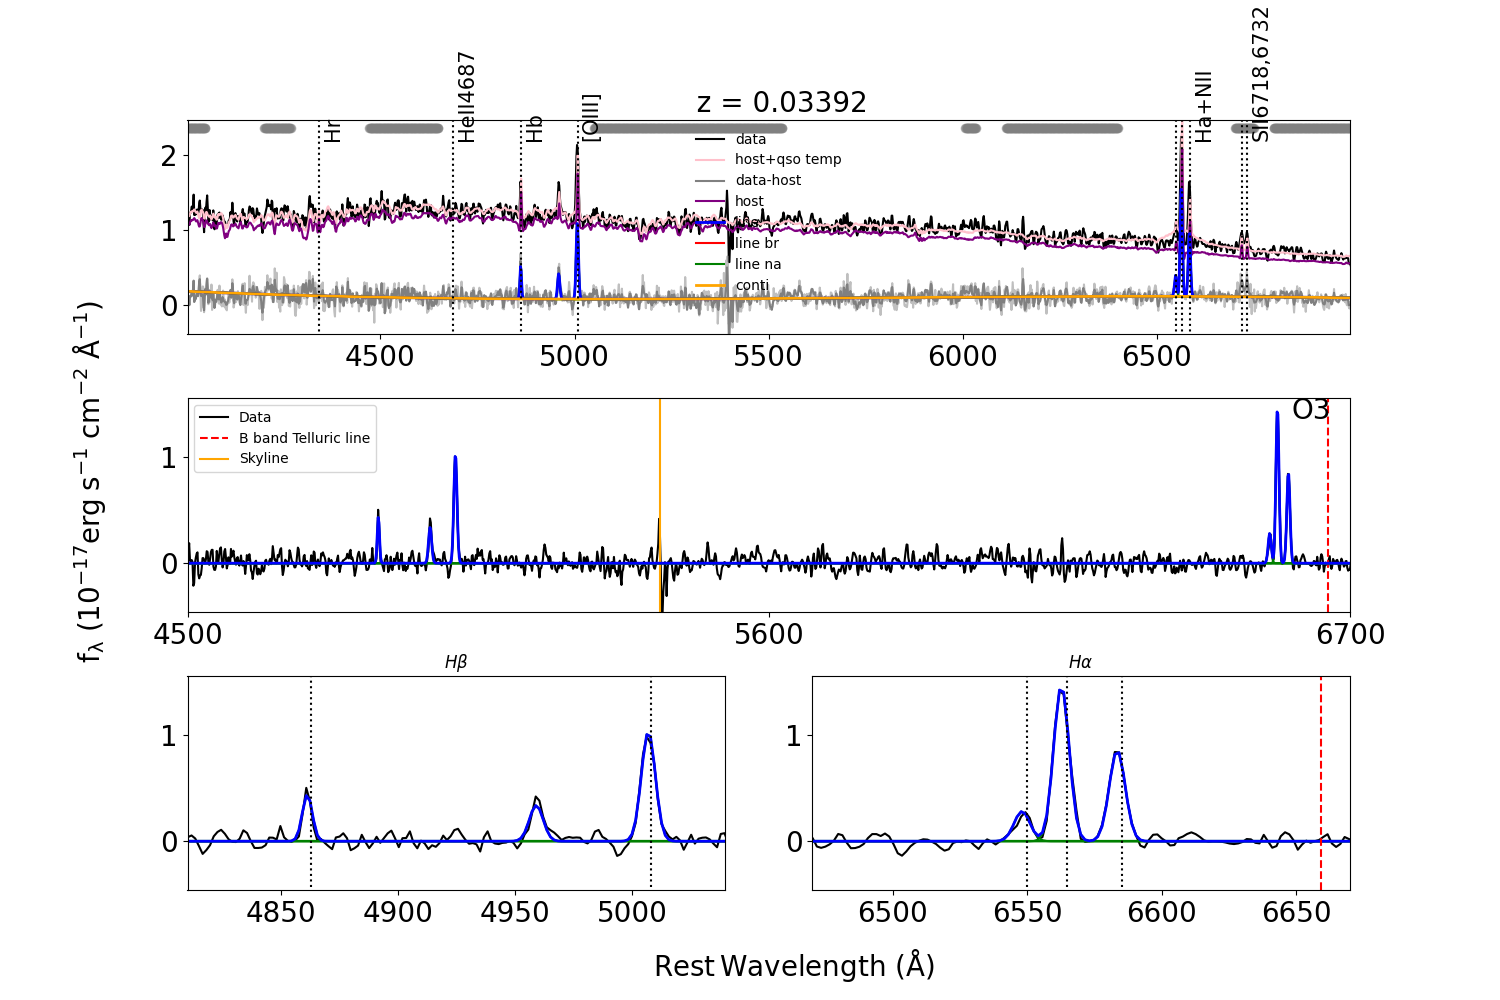 z = 0.03392
Hr
HeII4687
Hb
[OIII]
Ha+NII
SII6718,6732
data
host+qso temp
data-host
host
line br
line na
conti
2
1
0
4500 5000 5500 6000 6500
Data
B band Telluric line
Skyline
O3
1
0
4500 5600 6700
fλ (10⁻¹⁷erg s⁻¹ cm⁻² Å⁻¹)
Hβ
1
0
4850 4900 4950 5000
Hα
1
0
6500 6550 6600 6650
Rest Wavelength (Å)